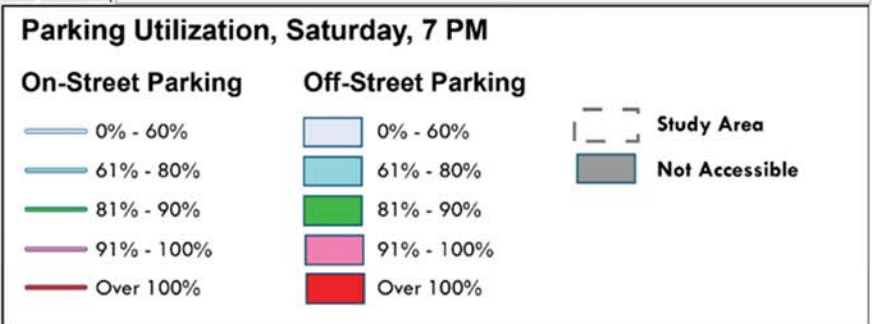 Parking Utilization, Saturday, 7 PM
On-Street Parking
0% - 60%
61% - 80%
81% - 90%
91% - 100%
Over 100%
Off-Street Parking
0% - 60%
61% - 80%
81% - 90%
91% - 100%
Over 100%
Study Area
Not Accessible